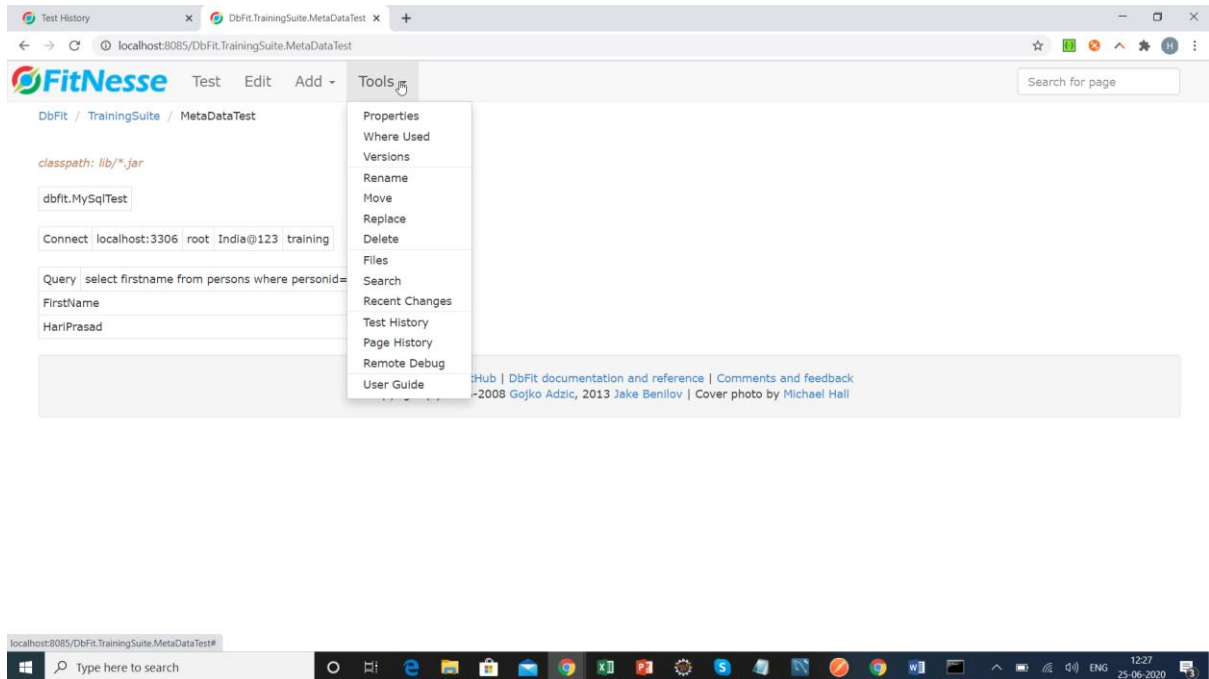 Test History
DbFit.TrainingSuite.MetaDataTest
localhost:8085/DbFit.TrainingSuite.MetaDataTest
H
FitNesse Test Edit Add Tools Search for page
DbFit / TrainingSuite / MetaDataTest
classpath: lib/*.jar
dbfit.MySqlTest
Connect localhost:3306 root India@123 training
Query select firstname from persons where personid=
FirstName
HariPrasad
Properties
Where Used
Versions
Rename
Move
Replace
Delete
Files
Search
Recent Changes
Test History
Page History
Remote Debug
User Guide
| DbFit documentation and reference | Comments and feedback
-2008 Gojko Adzic, 2013 Jake Benilov | Cover photo by Michael Hall
localhost:8085/DbFit.TrainingSuite.MetaDataTest#
Type here to search
ENG
12:27
25-06-2020